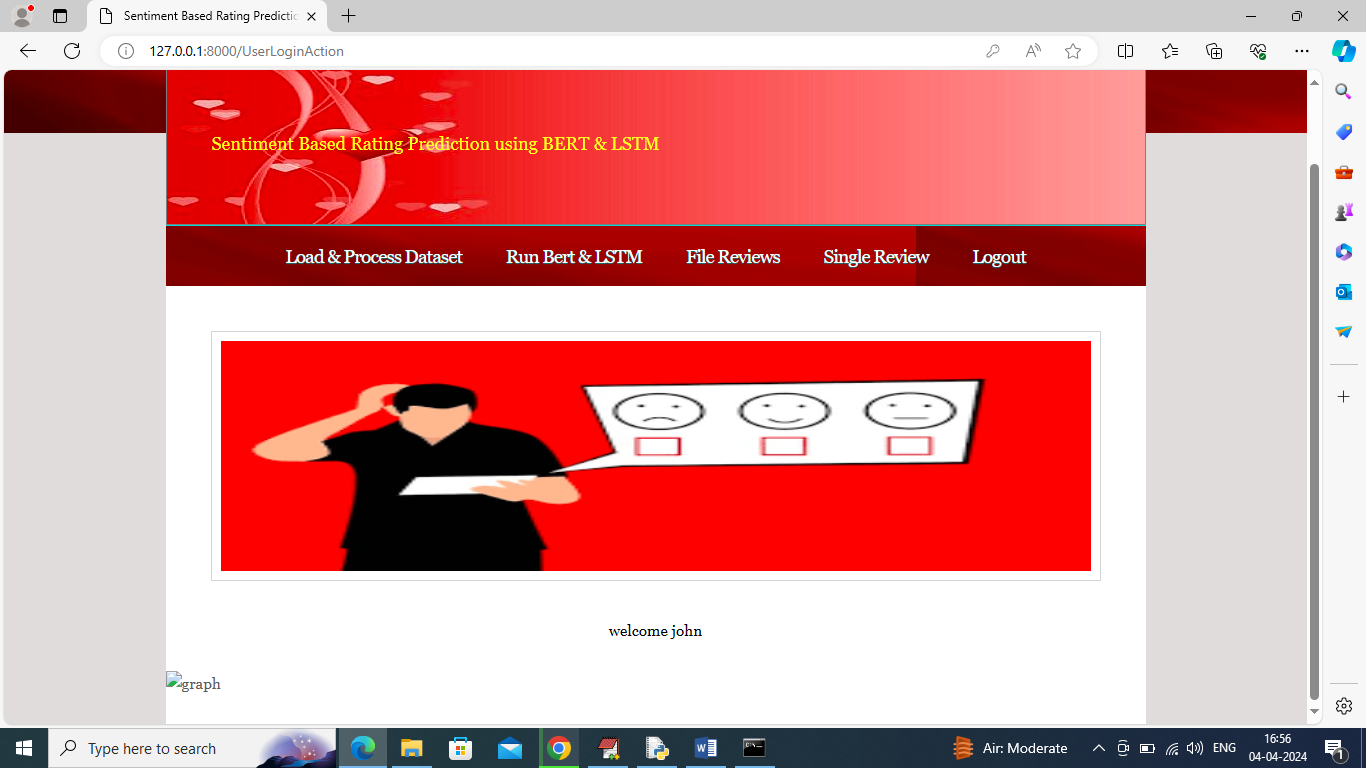 Sentiment Based Rating Predictic
127.0.0.1:8000/UserLoginAction
Sentiment Based Rating Prediction using BERT & LSTM
Load & Process Dataset Run Bert & LSTM File Reviews Single Review Logout
welcome john
graph
Type here to search
Air: Moderate
ENG
16:56
04-04-2024
1